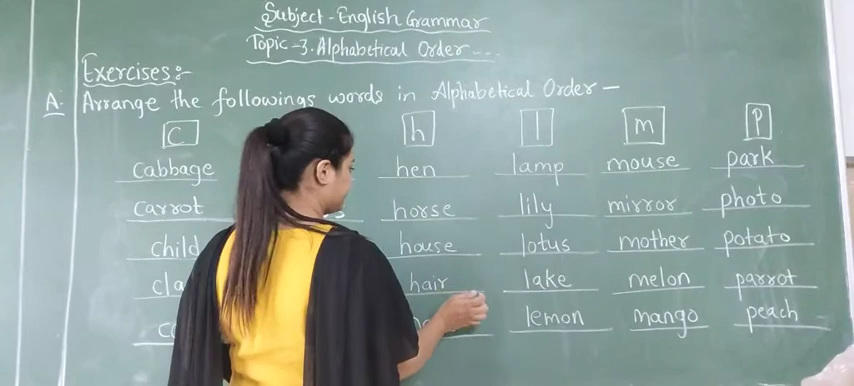 Subject - English Grammar
Topic - 3. Alphabetical Order ---
Exercises:-
A. Arrange the followings words in Alphabetical Order -
c h l m p
cabbage hen lamp mouse park
carrot horse lily mirror photo
child house lotus mother potato
hair lake melon parrot
lemon mango peach